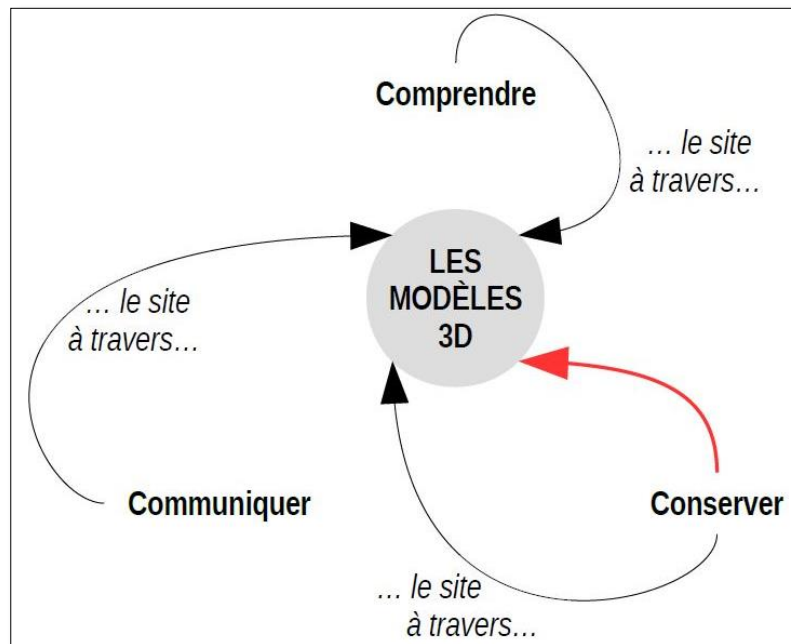 Comprendre
… le site
à travers…
LES
MODÈLES
3D
… le site
à travers…
Communiquer
Conserver
… le site
à travers…